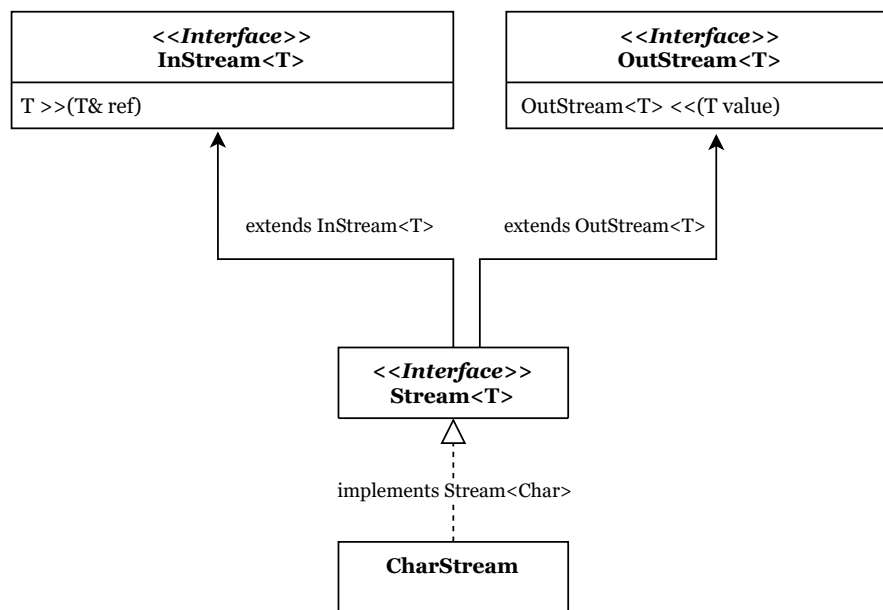 <<Interface>>
InStream<T>
T >>(T& ref)
<<Interface>>
OutStream<T>
OutStream<T> <<(T value)
extends InStream<T>
extends OutStream<T>
<<Interface>>
Stream<T>
implements Stream<Char>
CharStream